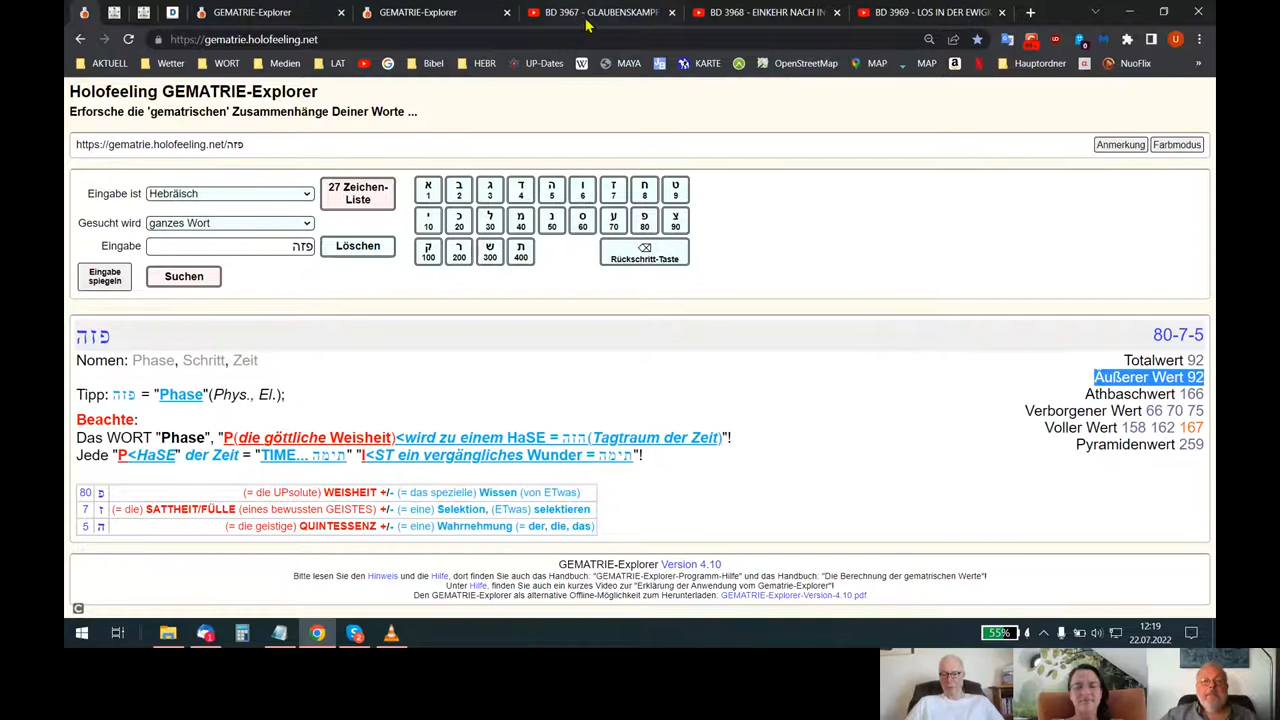 GEMATRIE-Explorer GEMATRIE-Explorer BD 3967 - GLAUBENSKAMPF BD 3968 - EINKEHR NACH IN BD 3969 - LOS IN DER EWIGK
https://gematrie.holofeeling.net
AKTUELL Wetter WORT Medien LAT Bibel HEBR UP-Dates MAYA KARTE OpenStreetMap MAP MAP Hauptordner NuoFlix »
Holofeeling GEMATRIE-Explorer
Erforsche die 'gematrischen' Zusammenhänge Deiner Worte ...
https://gematrie.holofeeling.net/פזה Anmerkung Farbmodus
Eingabe ist Hebräisch 27 Zeichen-Liste
Gesucht wird ganzes Wort
Eingabe פזה Löschen
Eingabe spiegeln Suchen
א ב ג ד ה ו ז ח ט
1 2 3 4 5 6 7 8 9
י כ ל מ נ ס ע פ צ
10 20 30 40 50 60 70 80 90
ק ר ש ת ⌫
100 200 300 400 Rückschritt-Taste
פזה 80-7-5
Nomen: Phase, Schritt, Zeit
Totalwert 92
Äußerer Wert 92
Athbaschwert 166
Verborgener Wert 66 70 75
Voller Wert 158 162 167
Pyramidenwert 259
Tipp: פזה = "Phase"(Phys., El.);
Beachte:
Das WORT "Phase", "P(die göttliche Weisheit)<wird zu einem HaSE = הזה(Tagtraum der Zeit)"!
Jede "P<HaSE" der Zeit = "TIME... תימה" "I<ST ein vergängliches Wunder = תימה"!
80 פ (= die UPsolute) WEISHEIT +/- (= das spezielle) Wissen (von ETwas)
7 ז (= die) SATTHEIT/FÜLLE (eines bewussten GEISTES) +/- (= eine) Selektion, (ETwas) selektieren
5 ה (= die geistige) QUINTESSENZ +/- (= eine) Wahrnehmung (= der, die, das)
GEMATRIE-Explorer Version 4.10
Bitte lesen Sie den Hinweis und die Hilfe, dort finden Sie auch das Handbuch: "GEMATRIE-Explorer-Programm-Hilfe" und das Handbuch: "Die Berechnung der gematrischen Werte"!
Unter Hilfe, finden Sie auch ein kurzes Video zur "Erklärung der Anwendung vom Gematrie-Explorer"!
Den GEMATRIE-Explorer als alternative Offline-Möglichkeit zum Herunterladen: GEMATRIE-Explorer-Version-4.10.pdf
55% 12:19
22.07.2022